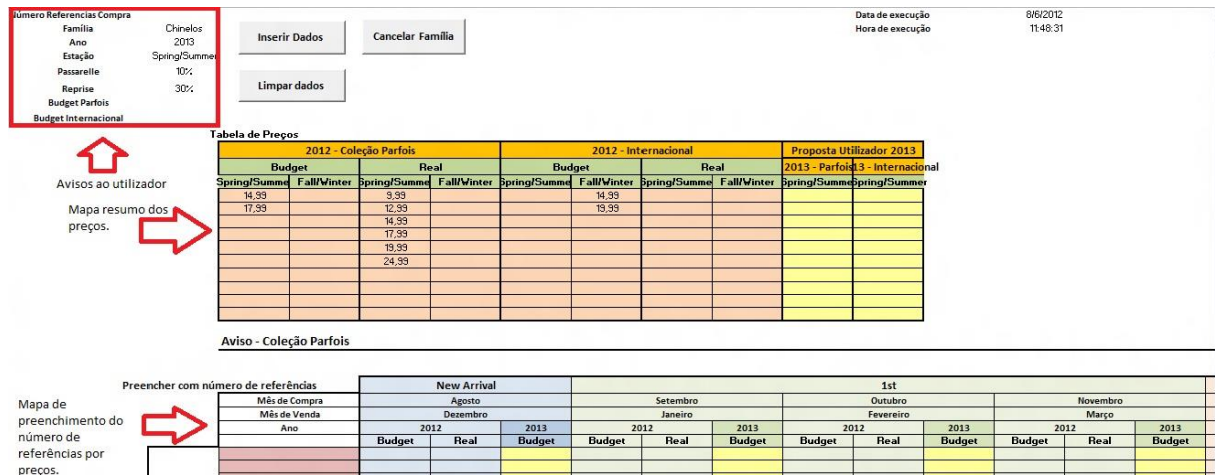 Número Referencias Compra
Família Chinelos
Ano 2013
Estação Spring/Summer
Passarelle 10%
Reprise 30%
Budget Parfois
Budget Internacional
Inserir Dados
Cancelar Família
Limpar dados
Data de execução 8/6/2012
Hora de execução 11:48:31
Avisos ao utilizador
Mapa resumo dos
preços.
Tabela de Preços
2012 - Coleção Parfois 2012 - Internacional Proposta Utilizador 2013
Budget Real Budget Real 2013 - Parfois 13 - Internacional
Spring/Summe Fall/Winter Spring/Summe Fall/Winter Spring/Summe Fall/Winter Spring/Summe Fall/Winter Spring/Summe Spring/Summer
14,99 9,99 14,99
17,99 12,99 19,99
14,99
17,99
19,99
24,99
Aviso - Coleção Parfois
Preencher com número de referências New Arrival 1st
Mês de Compra Agosto Setembro Outubro Novembro
Mês de Venda Dezembro Janeiro Fevereiro Março
Ano 2012 2013 2012 2013 2012 2013 2012 2013
Budget Real Budget Budget Real Budget Budget Real Budget Budget Real Budget
Mapa de
preenchimento do
número de
referências por
preços.